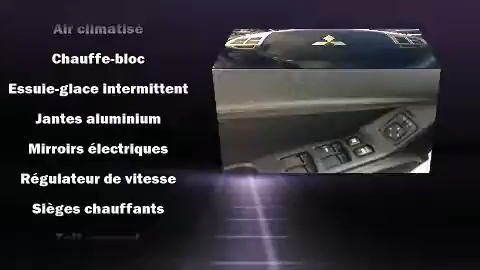 Air climatisé
Chauffe-bloc
Essuie-glace intermittent
Jantes aluminium
Mirroirs électriques
Régulateur de vitesse
Sièges chauffants